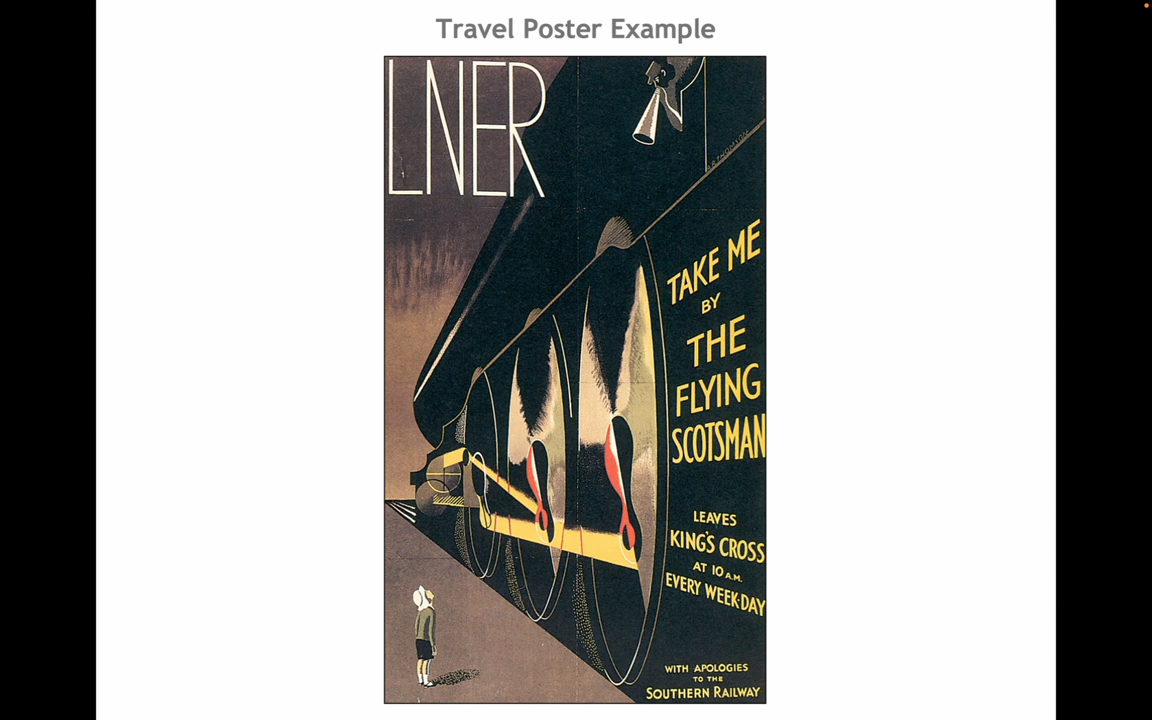 Travel Poster Example
LNER
A.R.THOMSON
TAKE ME
BY
THE
FLYING
SCOTSMAN
LEAVES
KING'S CROSS
AT 10 A.M.
EVERY WEEK-DAY
WITH APOLOGIES
TO THE
SOUTHERN RAILWAY